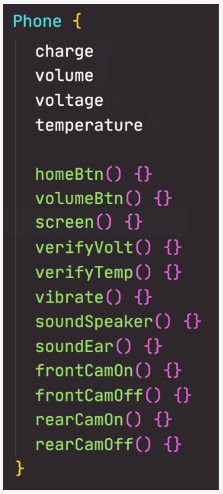 Phone {
charge
volume
voltage
temperature
homeBtn() {}
volumeBtn() {}
screen() {}
verifyVolt() {}
verifyTemp() {}
vibrate() {}
soundSpeaker() {}
soundEar() {}
frontCamOn() {}
frontCamOff() {}
rearCamOn() {}
rearCamOff() {}
}